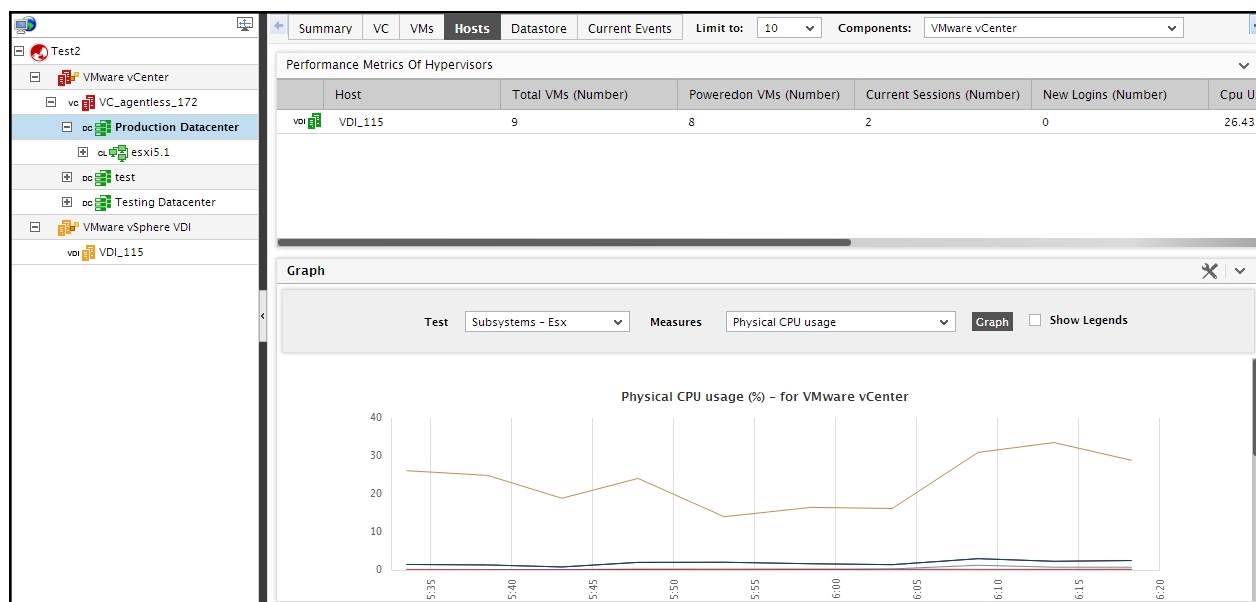 Test2
VMware vCenter
VC VC_agentless_172
DC Production Datacenter
CL esxi5.1
DC test
DC Testing Datacenter
VMware vSphere VDI
VDI VDI_115
Summary VC VMs Hosts Datastore Current Events Limit to: 10 Components: VMware vCenter
Performance Metrics Of Hypervisors
Host Total VMs (Number) Poweredon VMs (Number) Current Sessions (Number) New Logins (Number) Cpu U
VDI VDI_115 9 8 2 0 26.43
Graph
Test Subsystems - Esx Measures Physical CPU usage Graph Show Legends
Physical CPU usage (%) - for VMware vCenter
40
30
20
10
0
5:35 5:40 5:45 5:50 5:55 6:00 6:05 6:10 6:15 6:20